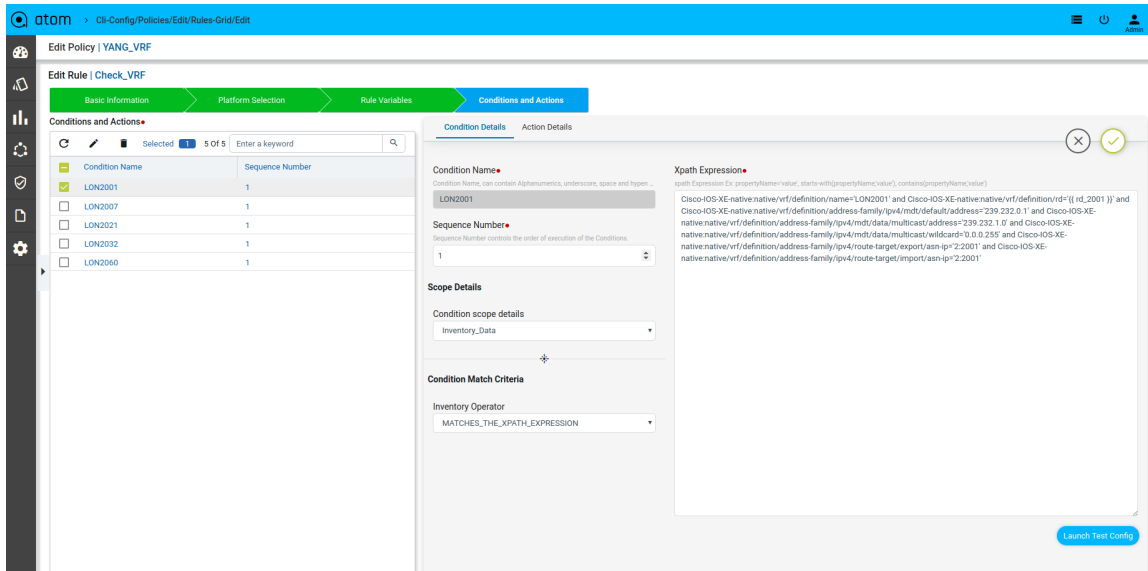 atom > Cli-Config/Policies/Edit/Rules-Grid/Edit
Admin
Edit Policy | YANG_VRF
Edit Rule | Check_VRF
Basic Information
Platform Selection
Rule Variables
Conditions and Actions
Conditions and Actions
Selected 1 5 Of 5 Enter a keyword
Condition Name Sequence Number
LON2001 1
LON2007 1
LON2021 1
LON2032 1
LON2060 1
Condition Details Action Details
Condition Name
Condition Name, can contain Alphanumerics, underscore, space and hypen ...
LON2001
Sequence Number
Sequence Number controls the order of execution of the Conditions.
1
Scope Details
Condition scope details
Inventory_Data
Condition Match Criteria
Inventory Operator
MATCHES_THE_XPATH_EXPRESSION
Xpath Expression
xpath Expression Ex: propertyName='value', starts-with(propertyName,'value'), contains(propertyName,'value')
Cisco-IOS-XE-native:native/vrf/definition/name='LON2001' and Cisco-IOS-XE-native:native/vrf/definition/rd='{{ rd_2001 }}' and
Cisco-IOS-XE-native:native/vrf/definition/address-family/ipv4/mdt/default/address='239.232.0.1' and Cisco-IOS-XE-
native:native/vrf/definition/address-family/ipv4/mdt/data/multicast/address='239.232.1.0' and Cisco-IOS-XE-
native:native/vrf/definition/address-family/ipv4/mdt/data/multicast/wildcard='0.0.0.255' and Cisco-IOS-XE-
native:native/vrf/definition/address-family/ipv4/route-target/export/asn-ip='2:2001' and Cisco-IOS-XE-
native:native/vrf/definition/address-family/ipv4/route-target/import/asn-ip='2:2001'
Launch Test Config